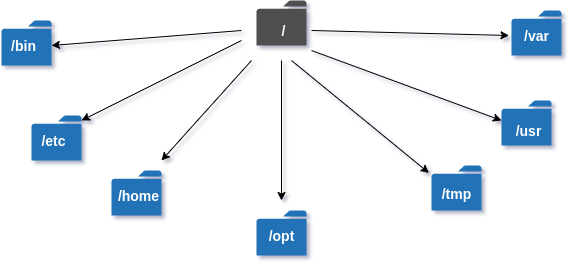 /
/bin
/var
/etc
/usr
/home
/tmp
/opt